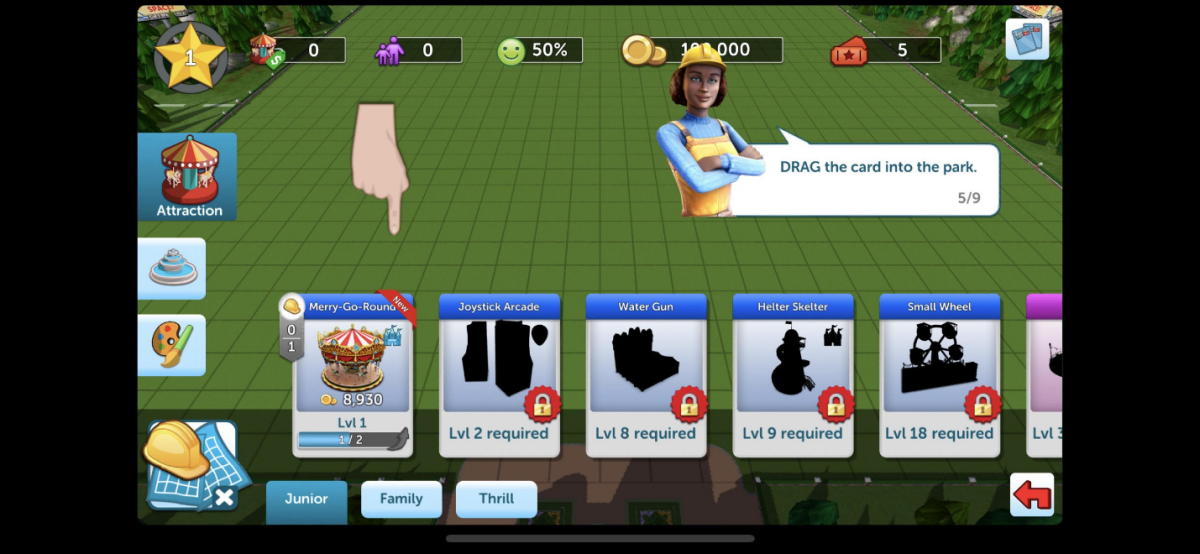 SPACE!
1
0
0
50%
5
DRAG the card into the park.
5/9
Attraction
Merry-Go-Round
New
0
1
8,930
Lvl 1
1 / 2
Joystick Arcade
Lvl 2 required
Water Gun
Lvl 8 required
Helter Skelter
Lvl 9 required
Small Wheel
Lvl 18 required
Junior
Family
Thrill